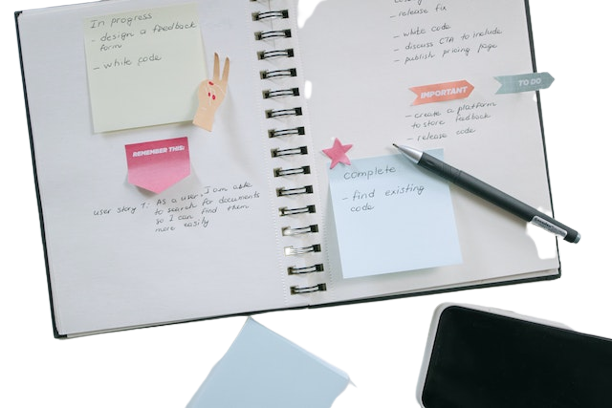 In progress
- design a feedback
form
- write code
REMEMBER THIS:
user story 1: As a user, I am able
to search for documents
so I can find them
more easily
- release
- write code
- discuss CTA to include
- publish pricing page
TO DO
IMPORTANT
- create a platform
to store
- release code
complete
- find existing
code